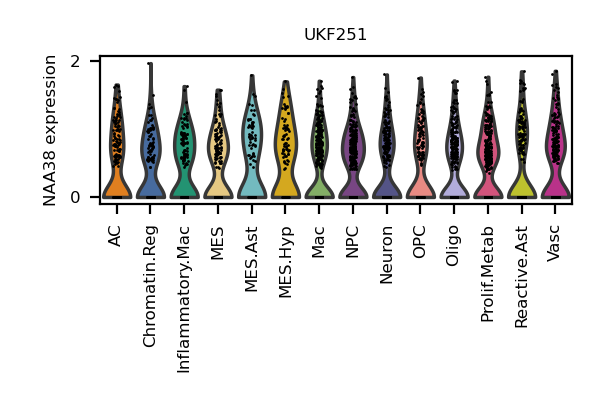 UKF251
NAA38 expression
2
0
AC
Chromatin.Reg
Inflammatory.Mac
MES
MES.Ast
MES.Hyp
Mac
NPC
Neuron
OPC
Oligo
Prolif.Metab
Reactive.Ast
Vasc